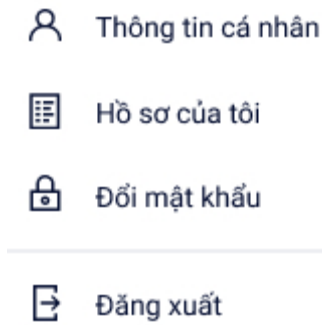 Thông tin cá nhân
Hồ sơ của tôi
Đổi mật khẩu
Đăng xuất